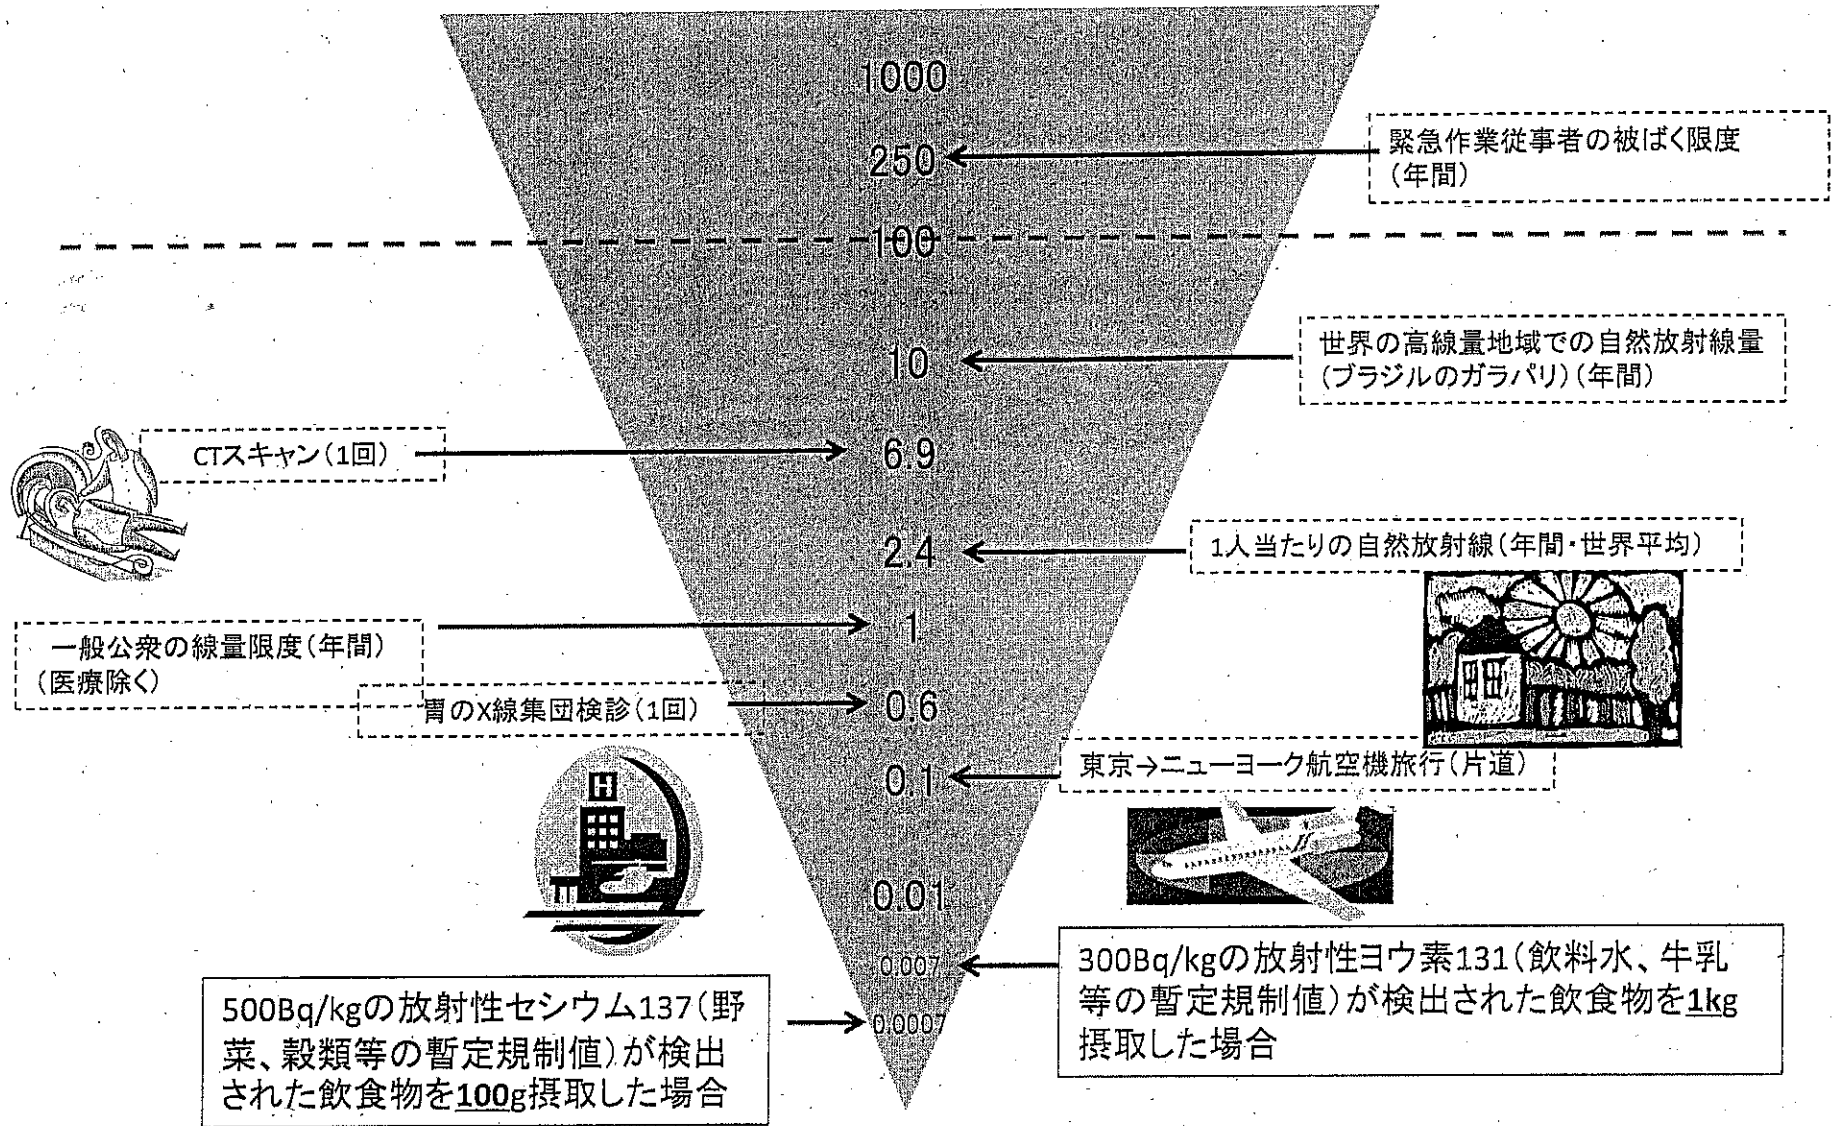 1000
250
緊急作業従事者の被ばく限度
(年間)
100
10
世界の高線量地域での自然放射線量
(ブラジルのガラパリ)(年間)
CTスキャン(1回)
6.9
2.4
1人当たりの自然放射線(年間・世界平均)
1
一般公衆の線量限度(年間)
(医療除く)
胃のX線集団検診(1回)
0.6
0.1
東京→ニューヨーク航空機旅行(片道)
H
0.01
0.007
300Bq/kgの放射性ヨウ素131(飲料水、牛乳
等の暫定規制値)が検出された飲食物を1kg
摂取した場合
500Bq/kgの放射性セシウム137(野
菜、穀類等の暫定規制値)が検出
された飲食物を100g摂取した場合
0.0007